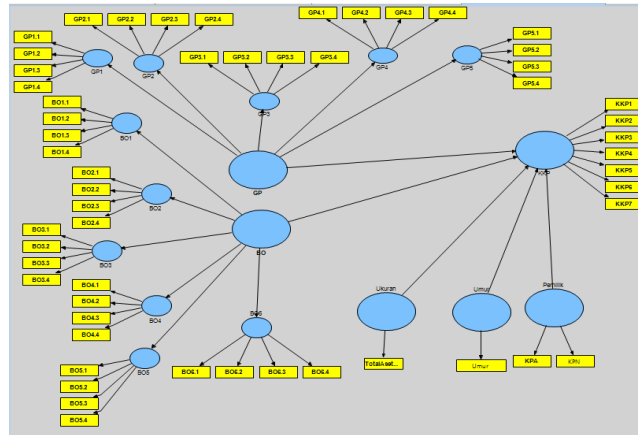 GP2.1 GP2.2 GP2.3 GP2.4
GP4.1 GP4.2 GP4.3 GP4.4
GP1.1
GP1.2
GP1.3
GP1.4
GP1
GP2
GP3.1 GP3.2 GP3.3 GP3.4
GP3
GP4
GP5
GP5.1
GP5.2
GP5.3
GP5.4
BO1.1
BO1.2
BO1.3
BO1.4
BO1
GP
KKP
KKP1
KKP2
KKP3
KKP4
KKP5
KKP6
KKP7
BO2.1
BO2.2
BO2.3
BO2.4
BO2
BO
BO3.1
BO3.2
BO3.3
BO3.4
BO3
BO4.1
BO4.2
BO4.3
BO4.4
BO4
Ukuran
Umur
Pemilik
BO6
BO5
BO5.1
BO5.2
BO5.3
BO5.4
BO6.1 BO6.2 BO6.3 BO6.4
TotalAset...
Umur
KPA
KPN